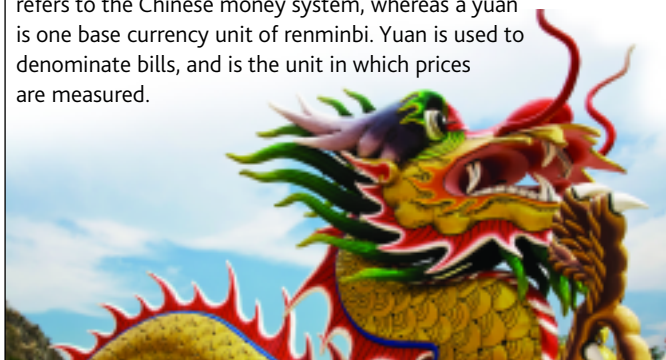 refers to the Chinese money system, whereas a yuan
is one base currency unit of renminbi. Yuan is used to
denominate bills, and is the unit in which prices
are measured.